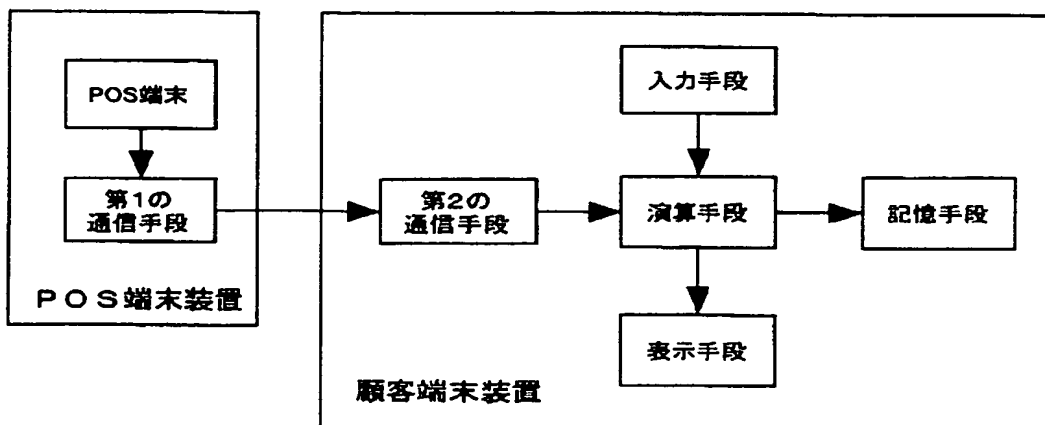 POS端末
第1の
通信手段
POS端末装置
入力手段
第2の
通信手段
演算手段
記憶手段
表示手段
顧客端末装置